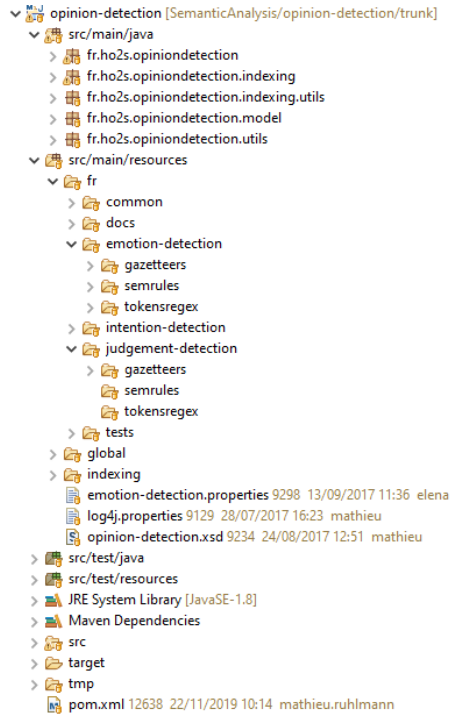 opinion-detection [SemanticAnalysis/opinion-detection/trunk]
src/main/java
fr.ho2s.opiniondetection
fr.ho2s.opiniondetection.indexing
fr.ho2s.opiniondetection.indexing.utils
fr.ho2s.opiniondetection.model
fr.ho2s.opiniondetection.utils
src/main/resources
fr
common
docs
emotion-detection
gazetteers
semrules
tokensregex
intention-detection
judgement-detection
gazetteers
semrules
tokensregex
tests
global
indexing
emotion-detection.properties 9298 13/09/2017 11:36 elena
log4j.properties 9129 28/07/2017 16:23 mathieu
opinion-detection.xsd 9234 24/08/2017 12:51 mathieu
src/test/java
src/test/resources
JRE System Library [JavaSE-1.8]
Maven Dependencies
src
target
tmp
pom.xml 12638 22/11/2019 10:14 mathieu.ruhlmann